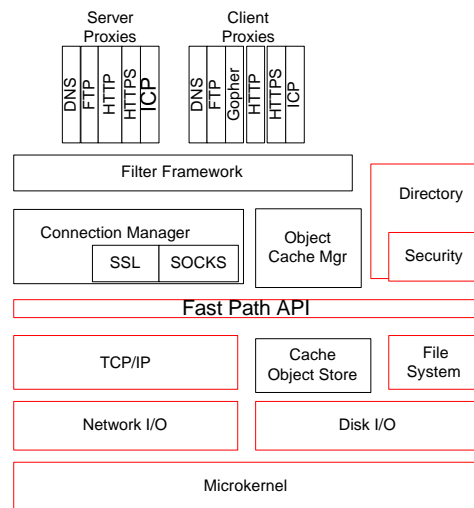 Server
Proxies
Client
Proxies
DNS
FTP
HTTP
HTTPS
ICP
DNS
FTP
Gopher
HTTP
HTTPS
ICP
Filter Framework
Directory
Security
Connection Manager
SSL
SOCKS
Object
Cache Mgr
Fast Path API
TCP/IP
Cache
Object Store
File
System
Network I/O
Disk I/O
Microkernel